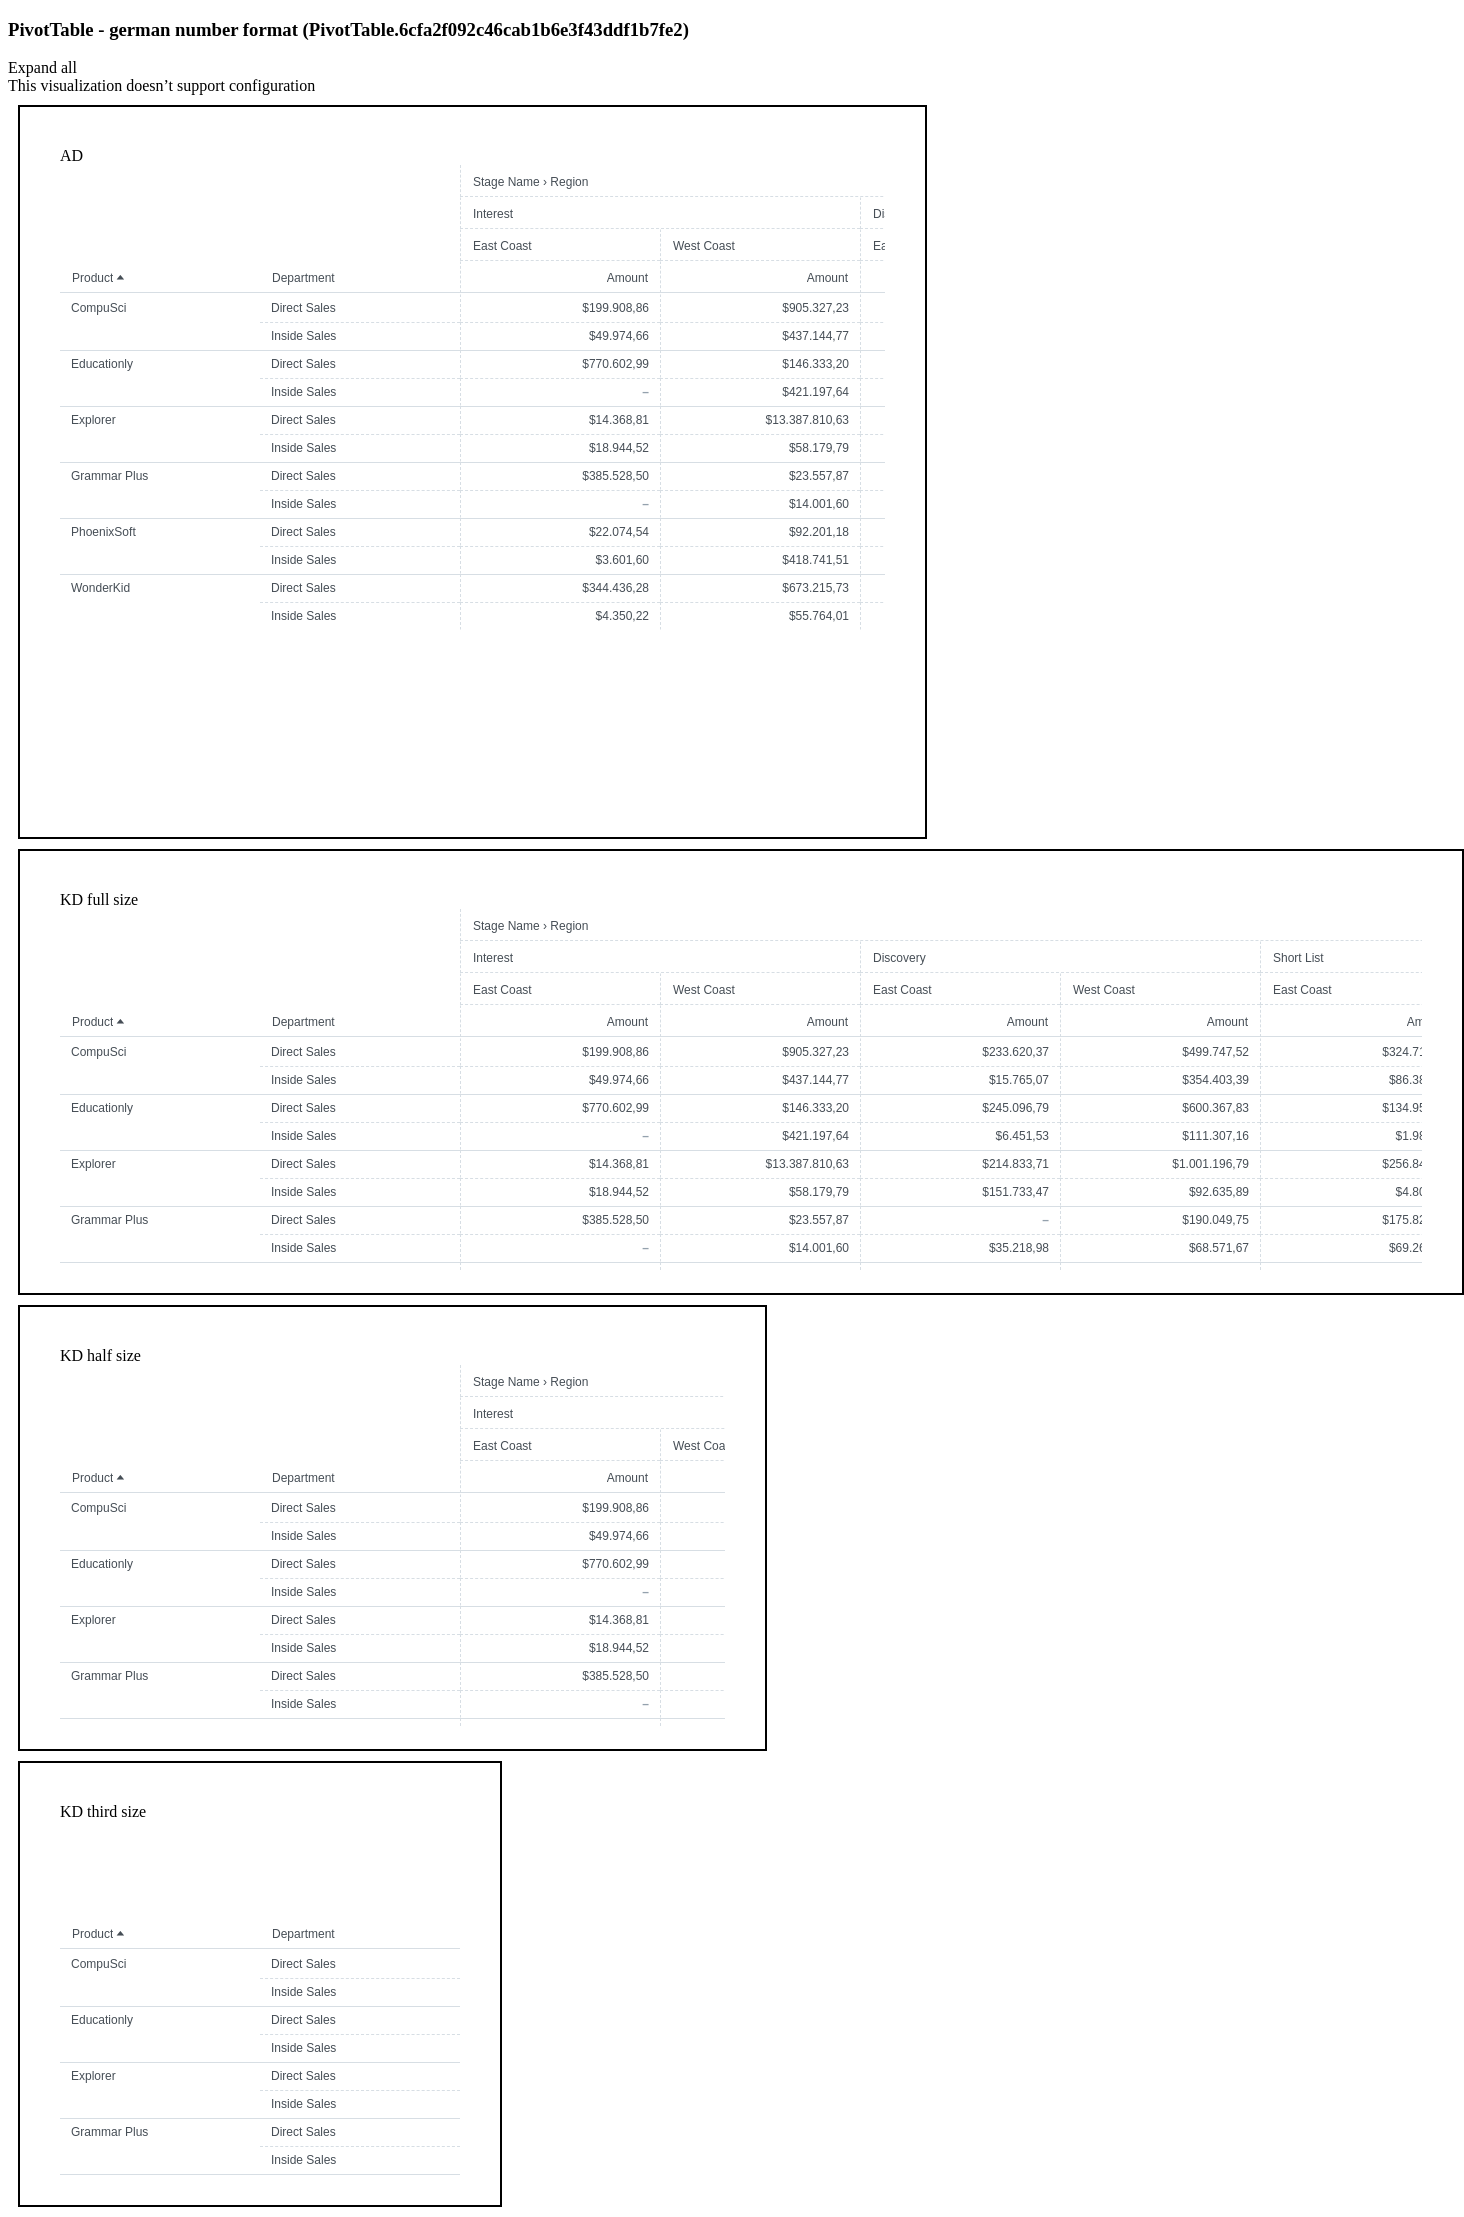 PivotTable - german number format (PivotTable.6cfa2f092c46cab1b6e3f43ddf1b7fe2)
Expand all
This visualization doesn’t support configuration
AD
Stage Name › Region
Interest Di
East Coast West Coast Ea
Product Department Amount Amount
CompuSci Direct Sales $199.908,86 $905.327,23
Inside Sales $49.974,66 $437.144,77
Educationly Direct Sales $770.602,99 $146.333,20
Inside Sales – $421.197,64
Explorer Direct Sales $14.368,81 $13.387.810,63
Inside Sales $18.944,52 $58.179,79
Grammar Plus Direct Sales $385.528,50 $23.557,87
Inside Sales – $14.001,60
PhoenixSoft Direct Sales $22.074,54 $92.201,18
Inside Sales $3.601,60 $418.741,51
WonderKid Direct Sales $344.436,28 $673.215,73
Inside Sales $4.350,22 $55.764,01
KD full size
Stage Name › Region
Interest Discovery Short List
East Coast West Coast East Coast West Coast East Coast
Product Department Amount Amount Amount Amount Am
CompuSci Direct Sales $199.908,86 $905.327,23 $233.620,37 $499.747,52 $324.71
Inside Sales $49.974,66 $437.144,77 $15.765,07 $354.403,39 $86.38
Educationly Direct Sales $770.602,99 $146.333,20 $245.096,79 $600.367,83 $134.95
Inside Sales – $421.197,64 $6.451,53 $111.307,16 $1.98
Explorer Direct Sales $14.368,81 $13.387.810,63 $214.833,71 $1.001.196,79 $256.84
Inside Sales $18.944,52 $58.179,79 $151.733,47 $92.635,89 $4.80
Grammar Plus Direct Sales $385.528,50 $23.557,87 – $190.049,75 $175.82
Inside Sales – $14.001,60 $35.218,98 $68.571,67 $69.26
KD half size
Stage Name › Region
Interest
East Coast West Coa
Product Department Amount
CompuSci Direct Sales $199.908,86
Inside Sales $49.974,66
Educationly Direct Sales $770.602,99
Inside Sales –
Explorer Direct Sales $14.368,81
Inside Sales $18.944,52
Grammar Plus Direct Sales $385.528,50
Inside Sales –
KD third size
Product Department
CompuSci Direct Sales
Inside Sales
Educationly Direct Sales
Inside Sales
Explorer Direct Sales
Inside Sales
Grammar Plus Direct Sales
Inside Sales